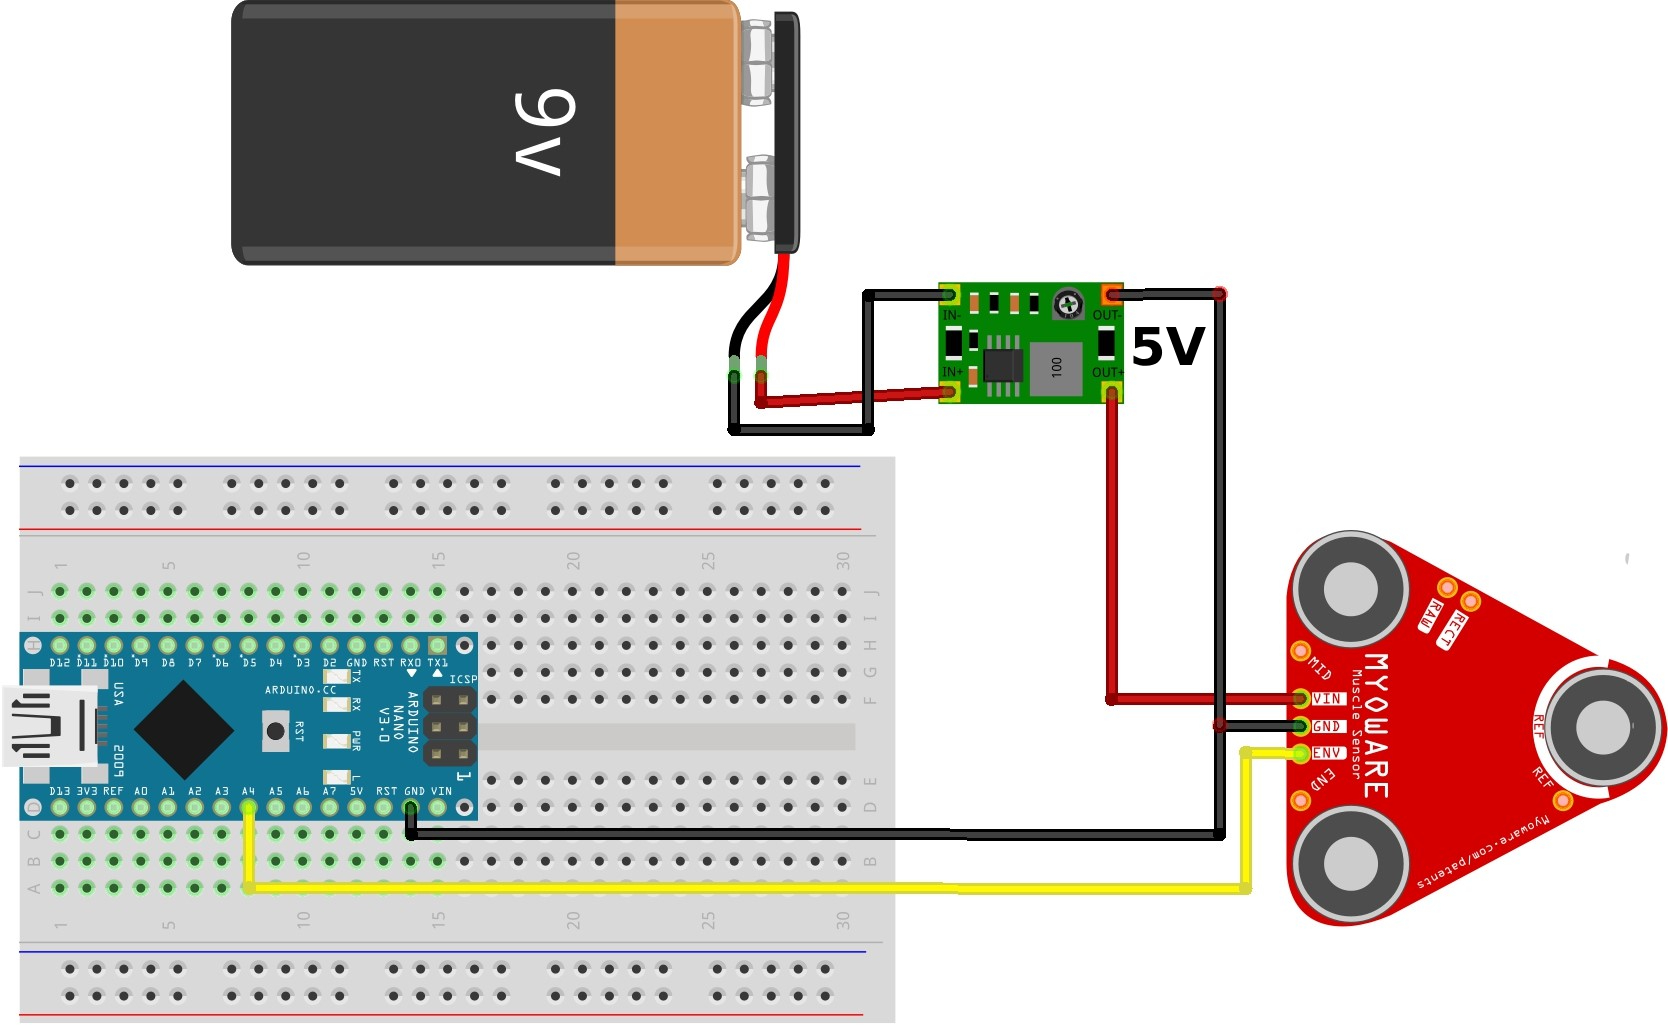 9v
IN-
OUT-
5V
100
IN+
OUT+
1
5
10
15
20
25
30
J
J
I
I
H
H
D12 D11 D10 D9 D8 D7 D6 D5 D4 D3 D2 GND RST RX0 TX1
G
G
F
TX
RX
PWR
L
ICSP
ARDUINO.CC
RST
ARDUINO
NANO
V3.0
USA
2009
1
E
D13 3V3 REF A0 A1 A2 A3 A4 A5 A6 A7 5V RST GND VIN
D
D
C
C
B
B
A
A
1
5
10
15
20
25
30
RAW
RECT
MID
VIN
GND
ENV
END
MYOWARE
Muscle Sensor
REF
REF
Myoware.com/patents